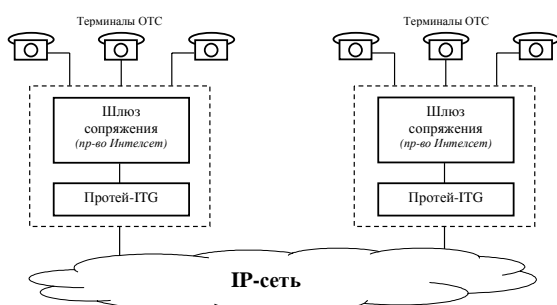 Терминалы ОТС
Терминалы ОТС
Шлюз
сопряжения
(пр-во Интелсет)
Протей-ITG
Шлюз
сопряжения
(пр-во Интелсет)
Протей-ITG
IP-сеть